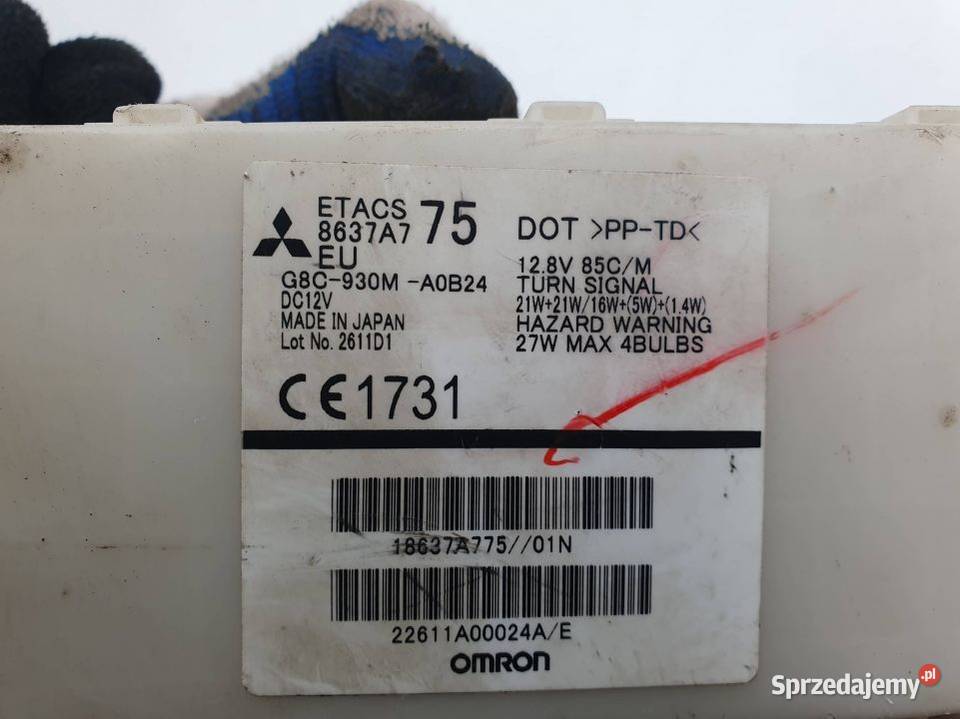 ETACS
8637A7 75
EU
G8C-930M -A0B24
DC12V
MADE IN JAPAN
Lot No. 2611D1
CE1731
DOT >PP-TD<
12.8V 85C/M
TURN SIGNAL
21W+21W/16W+(5W)+(1.4W)
HAZARD WARNING
27W MAX 4BULBS
18637A775//01N
22611A00024A/E
OMRON
Sprzedajemy.pl